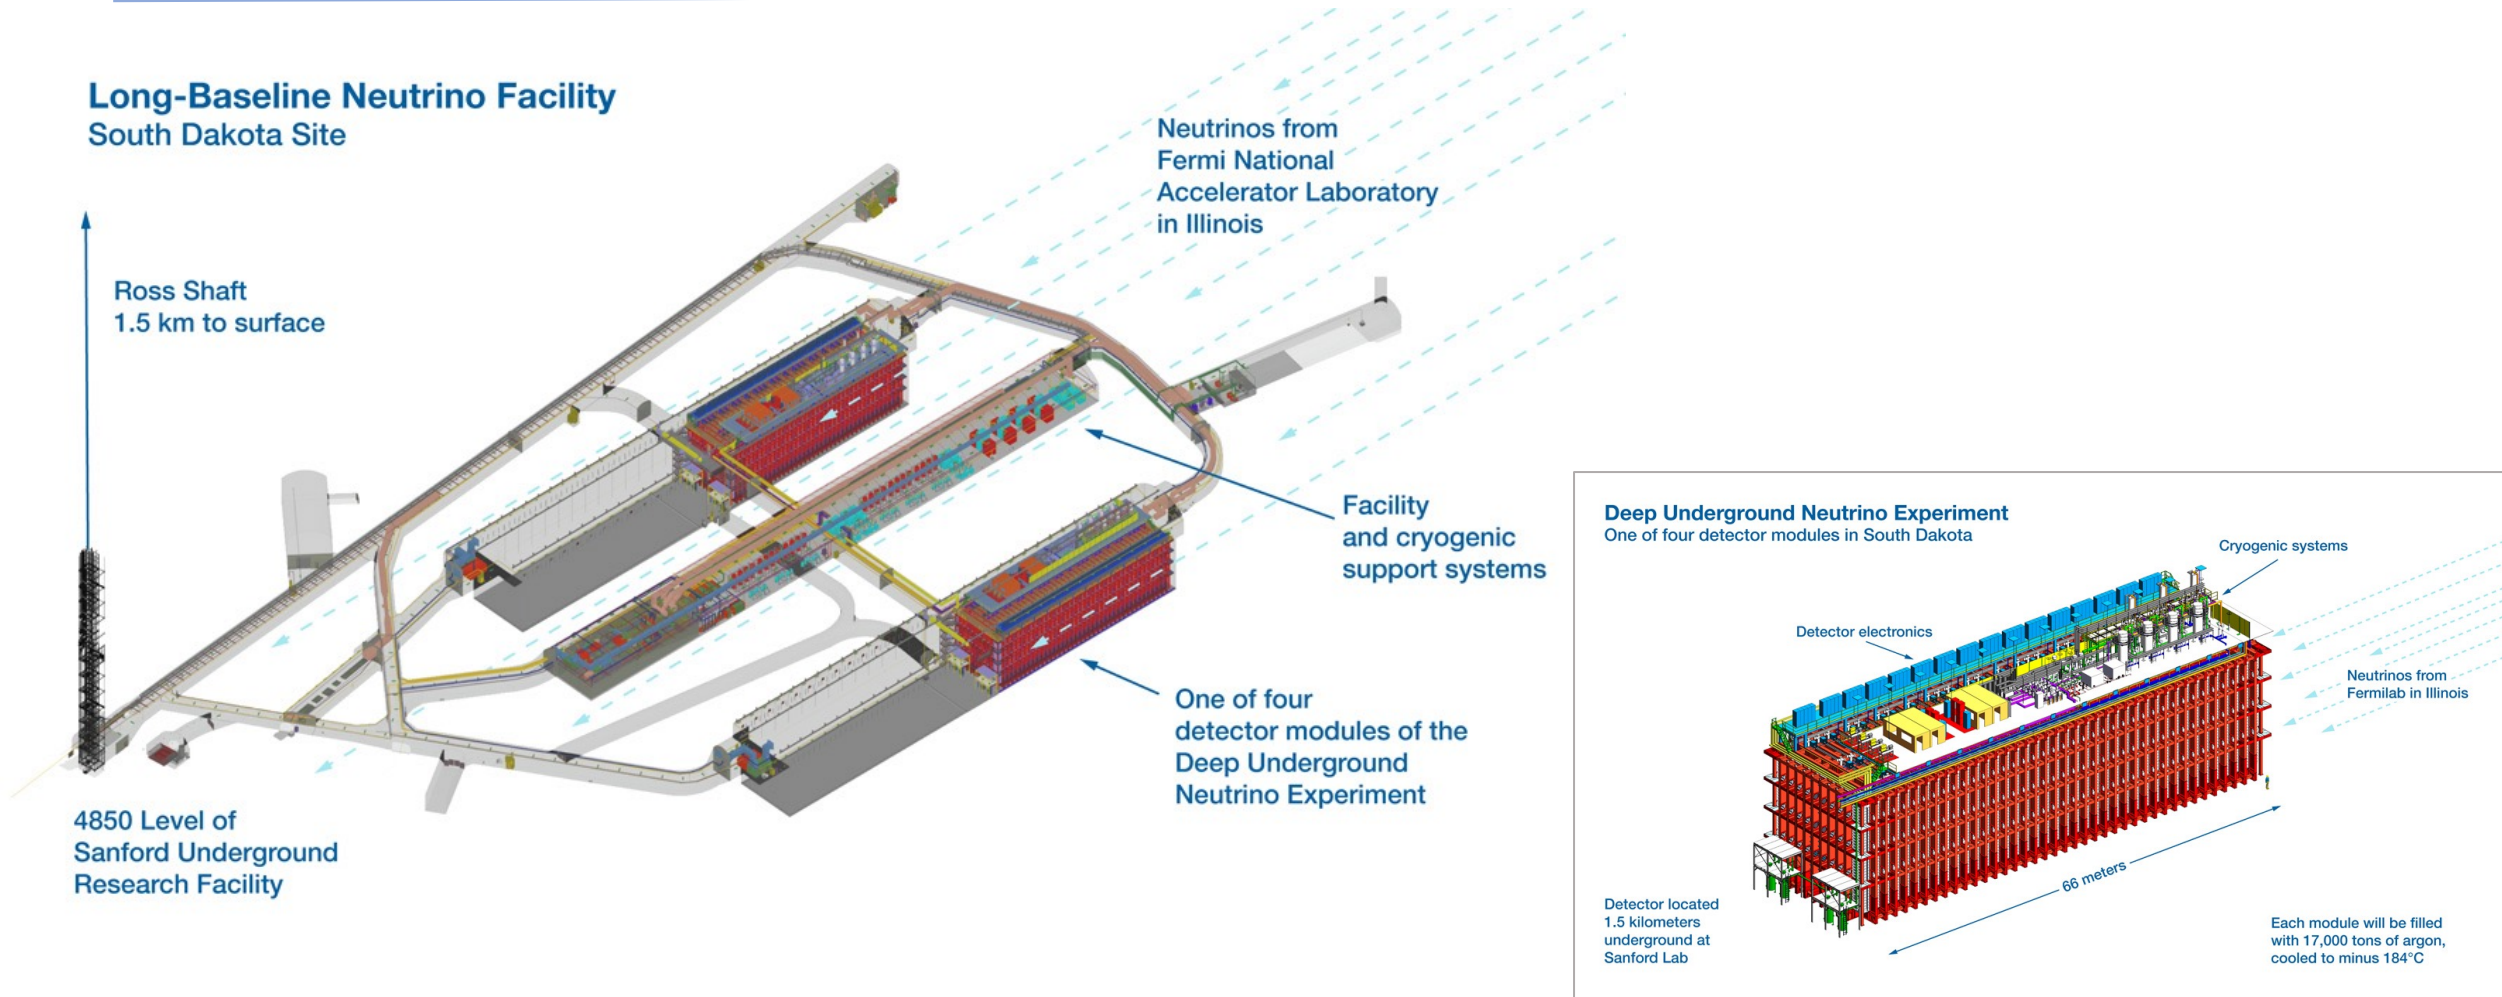 Long-Baseline Neutrino Facility
South Dakota Site
Neutrinos from
Fermi National
Accelerator Laboratory
in Illinois
Ross Shaft
1.5 km to surface
Facility
and cryogenic
support systems
One of four
detector modules of the
Deep Underground
Neutrino Experiment
4850 Level of
Sanford Underground
Research Facility
Deep Underground Neutrino Experiment
One of four detector modules in South Dakota
Cryogenic systems
Detector electronics
Neutrinos from
Fermilab in Illinois
66 meters
Detector located
1.5 kilometers
underground at
Sanford Lab
Each module will be filled
with 17,000 tons of argon,
cooled to minus 184°C